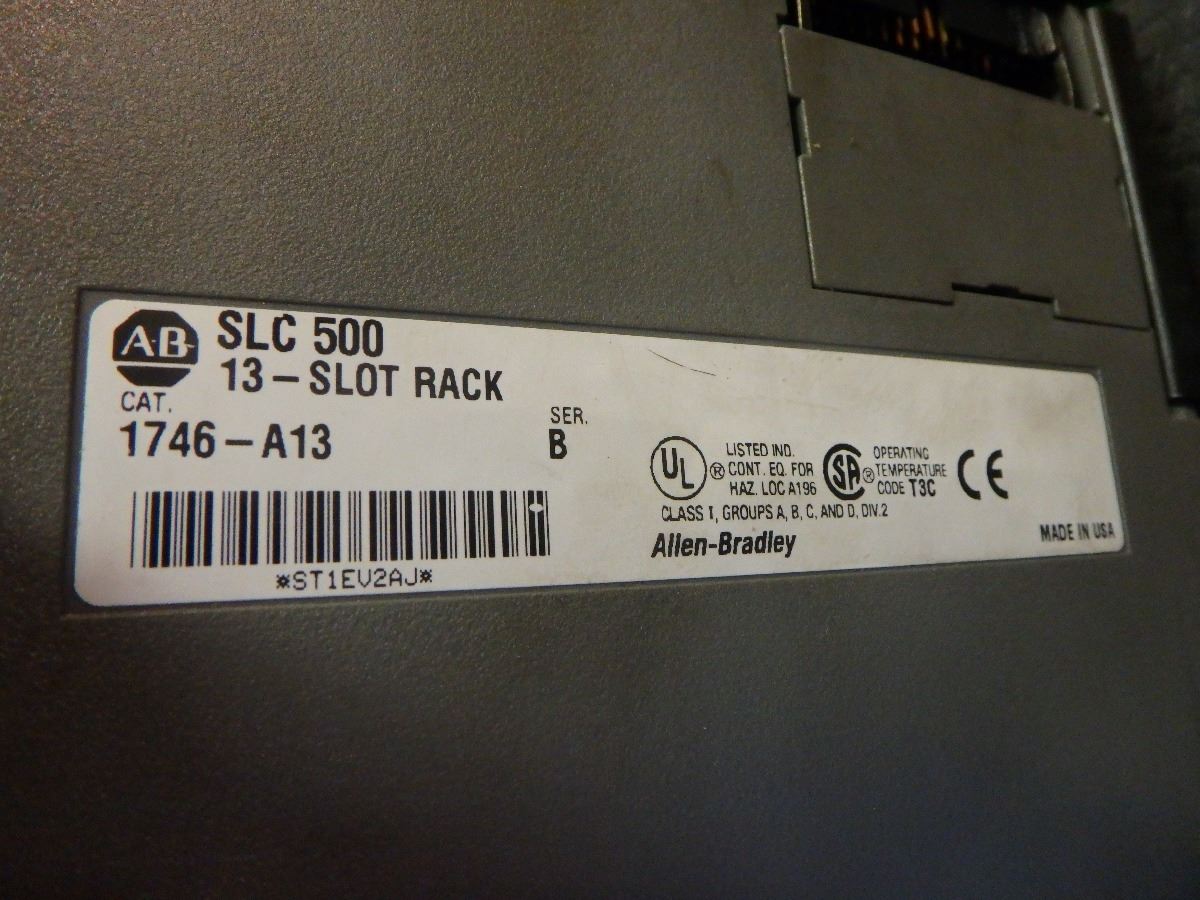 A-B SLC 500
13-SLOT RACK
CAT.
1746-A13
SER.
B
*ST1EV2AJ*
UL ® LISTED IND.
CONT. EQ. FOR
HAZ. LOC A196
SA ® OPERATING
TEMPERATURE
CODE T3C
CE
CLASS I, GROUPS A, B, C, AND D, DIV.2
Allen-Bradley
MADE IN USA